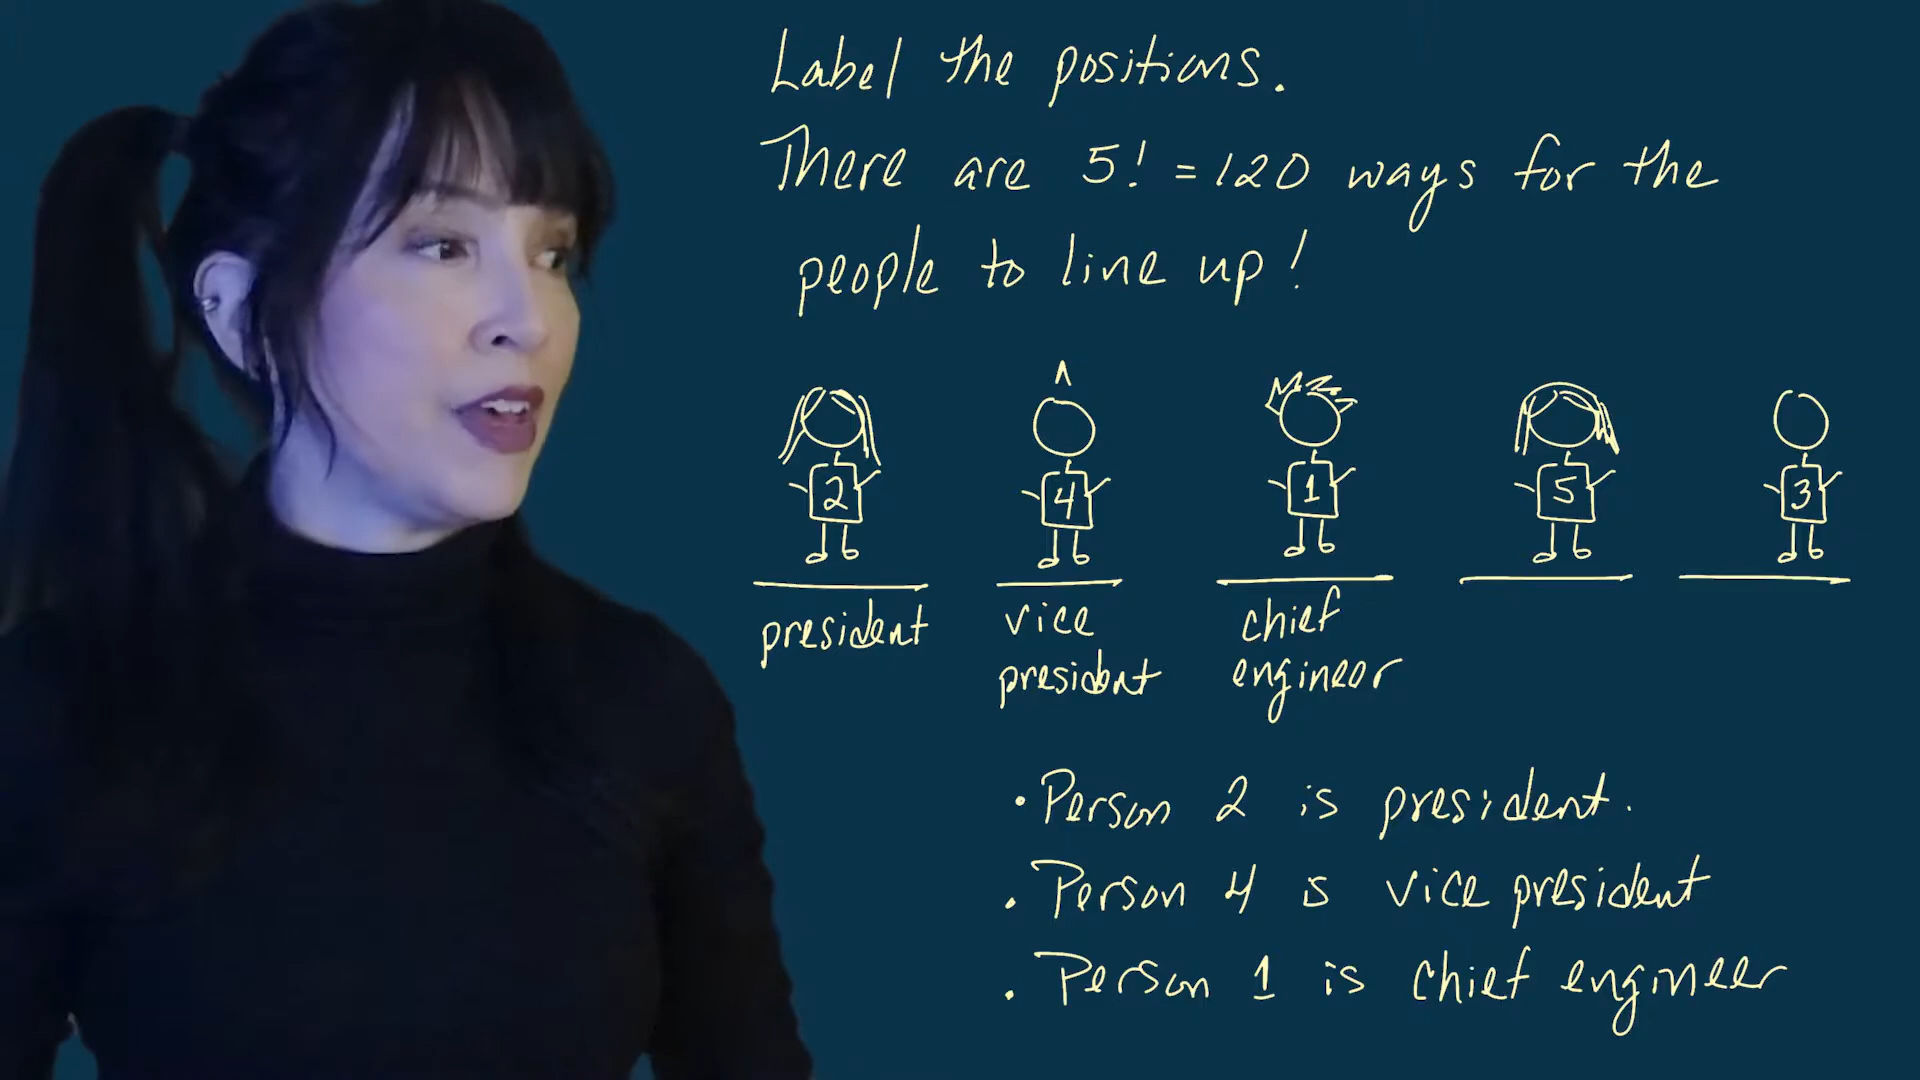 Label the positions.
There are 5! = 120 ways for the
people to line up!
2 4 1 5 3
president vice president chief engineer
• Person 2 is president.
• Person 4 is vice president
• Person 1 is chief engineer